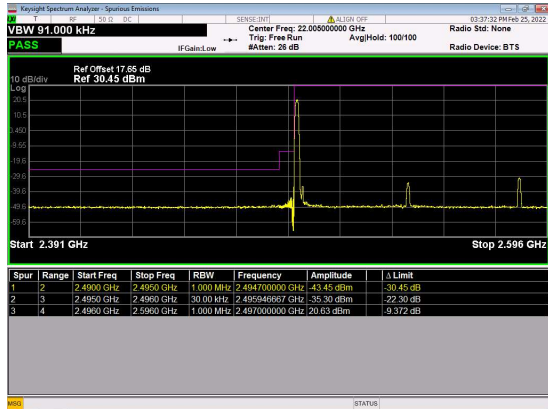 Keysight Spectrum Analyzer - Spurious Emissions
LXI T RF 50 Ω DC SENSE:INT ALIGN OFF 03:37:32 PM Feb 25, 2022
VBW 91.000 kHz Center Freq: 22.005000000 GHz Radio Std: None
Trig: Free Run Avg|Hold: 100/100
PASS IFGain:Low #Atten: 26 dB Radio Device: BTS
Ref Offset 17.65 dB
10 dB/div Ref 30.45 dBm
Log
20.5
10.5
0.450
-9.55
-19.6
-29.6
-39.6
-49.6
-59.6
Start 2.391 GHz Stop 2.596 GHz
Spur Range Start Freq Stop Freq RBW Frequency Amplitude Δ Limit
1 2 2.4900 GHz 2.4950 GHz 1.000 MHz 2.494700000 GHz -43.45 dBm -30.45 dB
2 3 2.4950 GHz 2.4960 GHz 30.00 kHz 2.495946667 GHz -35.30 dBm -22.30 dB
3 4 2.4960 GHz 2.5960 GHz 1.000 MHz 2.497000000 GHz 20.63 dBm -9.372 dB
MSG STATUS